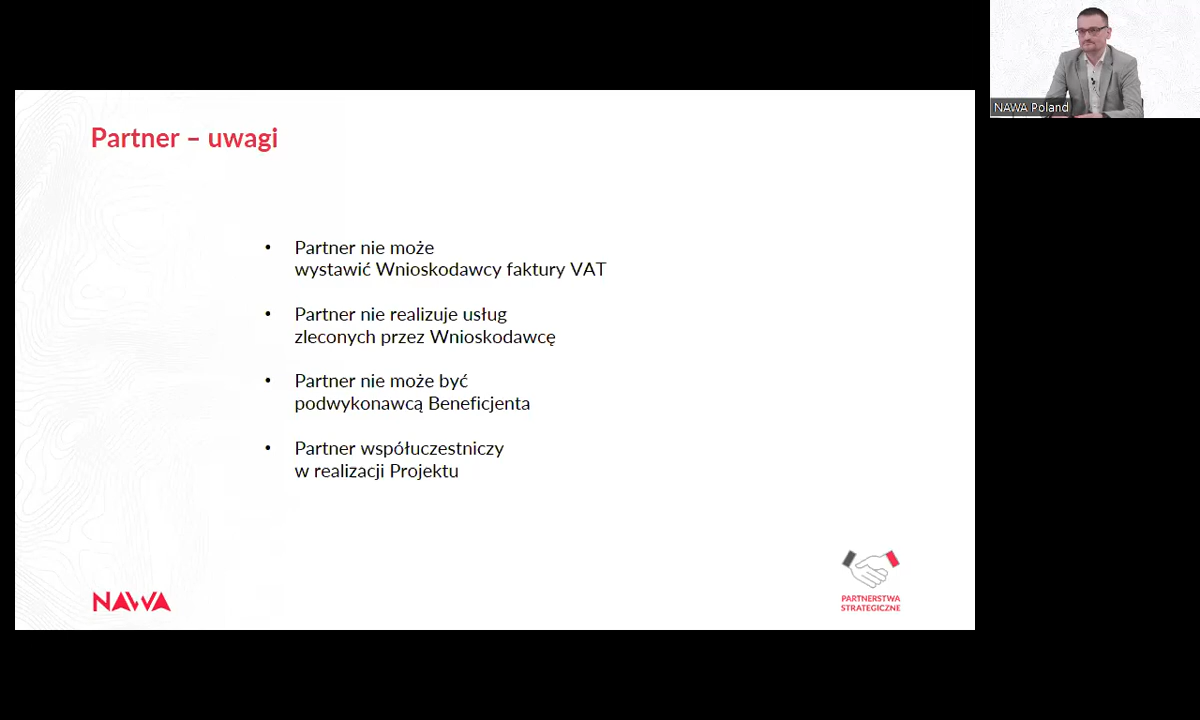 NAWA Poland
Partner – uwagi
• Partner nie może
wystawić Wnioskodawcy faktury VAT
• Partner nie realizuje usług
zleconych przez Wnioskodawcę
• Partner nie może być
podwykonawcą Beneficjenta
• Partner współuczestniczy
w realizacji Projektu
NAWA
PARTNERSTWA
STRATEGICZNE